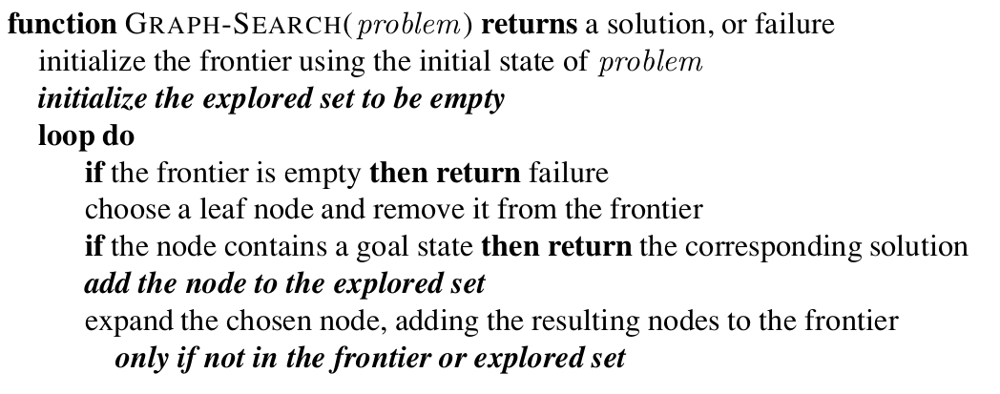 function GRAPH-SEARCH(problem) returns a solution, or failure
initialize the frontier using the initial state of problem
initialize the explored set to be empty
loop do
if the frontier is empty then return failure
choose a leaf node and remove it from the frontier
if the node contains a goal state then return the corresponding solution
add the node to the explored set
expand the chosen node, adding the resulting nodes to the frontier
only if not in the frontier or explored set